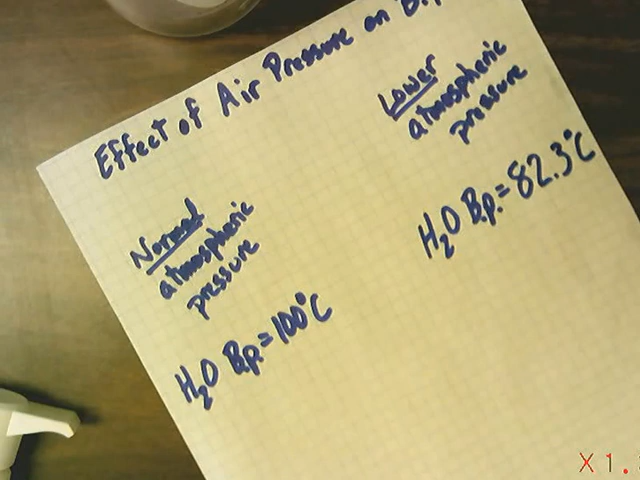 Effect of Air Pressure on B.p.
Lower
atmospheric
pressure
H₂O B.p. = 82.3°C
Normal
atmospheric
pressure
H₂O B.p. = 100°C
X 1.